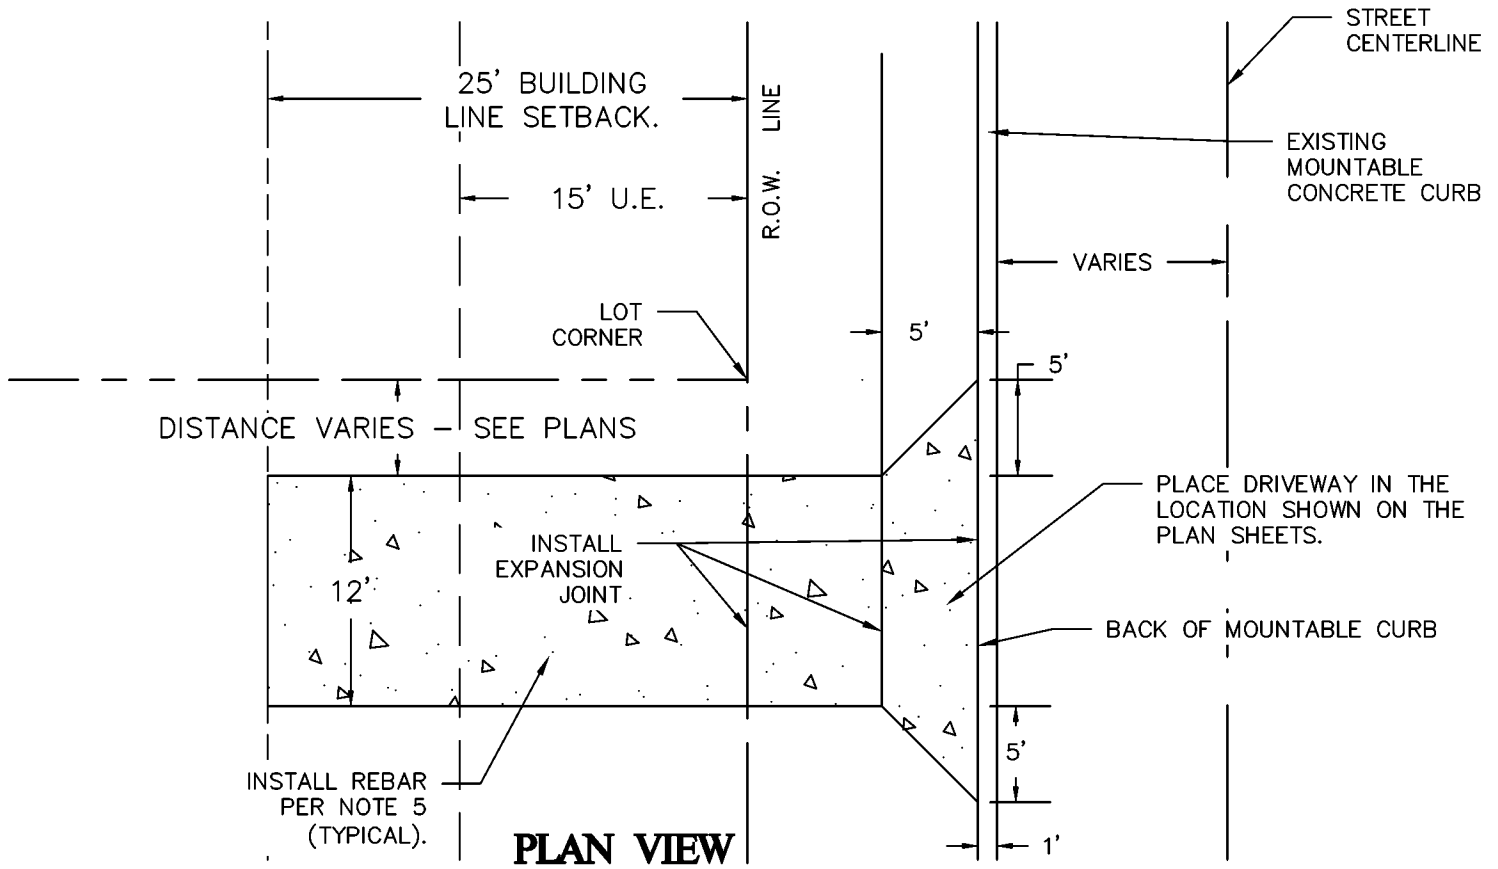 STREET
CENTERLINE
25' BUILDING
LINE SETBACK.
R.O.W. LINE
EXISTING
MOUNTABLE
CONCRETE CURB
15' U.E.
VARIES
LOT
CORNER
5'
5'
DISTANCE VARIES – SEE PLANS
PLACE DRIVEWAY IN THE
LOCATION SHOWN ON THE
PLAN SHEETS.
INSTALL
EXPANSION
JOINT
12'
BACK OF MOUNTABLE CURB
5'
INSTALL REBAR
PER NOTE 5
(TYPICAL).
PLAN VIEW
1'